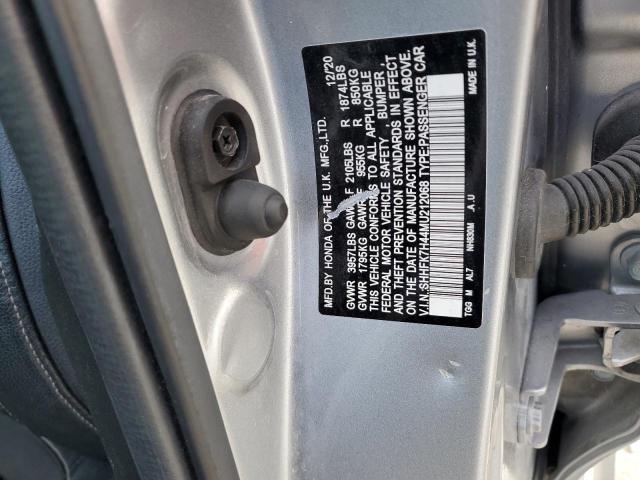 MFD.BY HONDA OF THE U.K. MFG.,LTD. 12/20
GVWR 3957LBS GAWR F 2105LBS R 1874LBS
GVWR 1795KG GAWR F 955KG R 850KG
THIS VEHICLE CONFORMS TO ALL APPLICABLE
FEDERAL MOTOR VEHICLE SAFETY, BUMPER,
AND THEFT PREVENTION STANDARDS IN EFFECT
ON THE DATE OF MANUFACTURE SHOWN ABOVE.
V.I.N.:SHHFK7H44MU212068 TYPE:PASSENGER CAR
TGG M AL7 NH830M A.U MADE IN U.K.